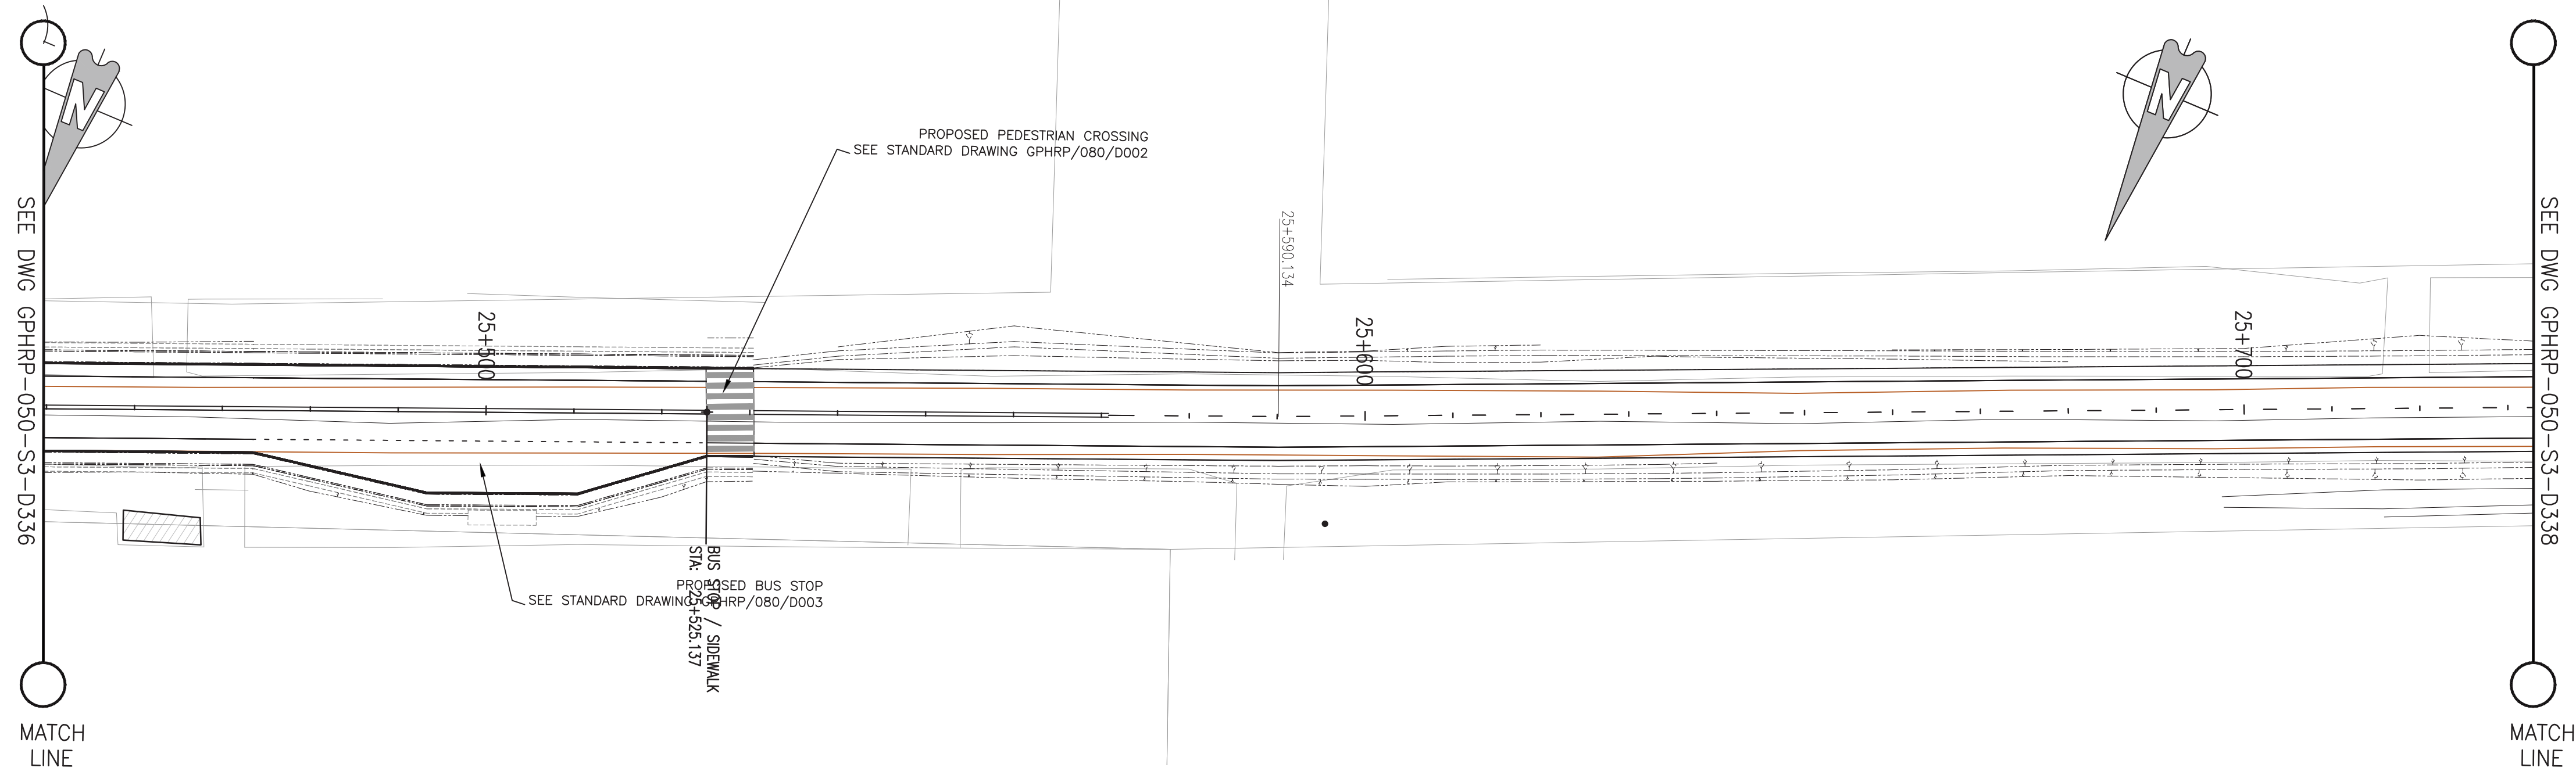 SEE DWG GPHRP-050-S3-D336
MATCH
LINE
N
PROPOSED PEDESTRIAN CROSSING
SEE STANDARD DRAWING GPHRP/080/D002
25+500
25+590.134
25+600
25+700
BUS STOP / SIDEWALK
STA: 25+525.137
PROPOSED BUS STOP
SEE STANDARD DRAWING GPHRP/080/D003
N
SEE DWG GPHRP-050-S3-D338
MATCH
LINE